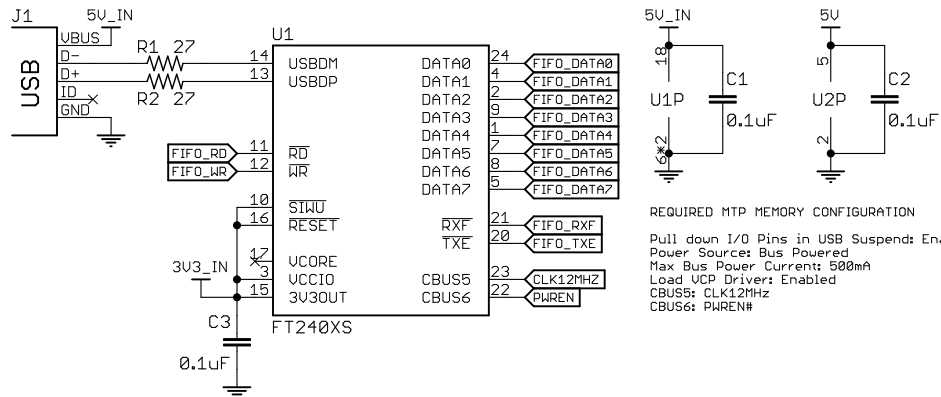 J1
5V_IN
USB
VBUS
D-
D+
ID
GND
R1 27
R2 27
U1
14 USBDM
13 USBDP
FIFO_RD 11 RD
FIFO_WR 12 WR
10 SIWU
16 RESET
17 VCORE
3 VCCIO
15 3V3OUT
3V3_IN
C3
0.1uF
FT240XS
DATA0 24 FIFO_DATA0
DATA1 4 FIFO_DATA1
DATA2 2 FIFO_DATA2
DATA3 9 FIFO_DATA3
DATA4 1 FIFO_DATA4
DATA5 7 FIFO_DATA5
DATA6 8 FIFO_DATA6
DATA7 5 FIFO_DATA7
RXF 21 FIFO_RXF
TXE 20 FIFO_TXE
CBUS5 23 CLK12MHZ
CBUS6 22 PWREN
5V_IN
18
U1P
6*2
C1
0.1uF
5V
5
U2P
2
C2
0.1uF
REQUIRED MTP MEMORY CONFIGURATION
Pull down I/O Pins in USB Suspend: En
Power Source: Bus Powered
Max Bus Power Current: 500mA
Load VCP Driver: Enabled
CBUS5: CLK12MHz
CBUS6: PWREN#